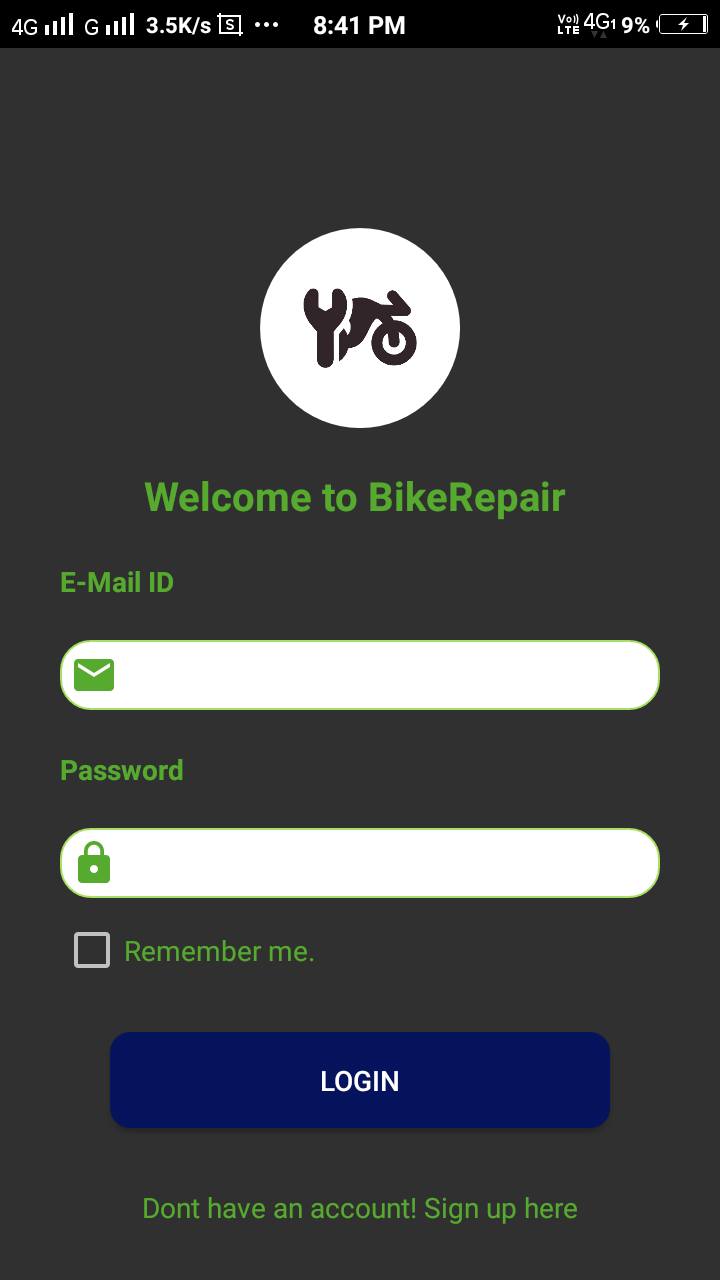 4G G 3.5K/s S ... 8:41 PM Vo)) LTE 4G1 9%
Welcome to BikeRepair
E-Mail ID
Password
Remember me.
LOGIN
Dont have an account! Sign up here